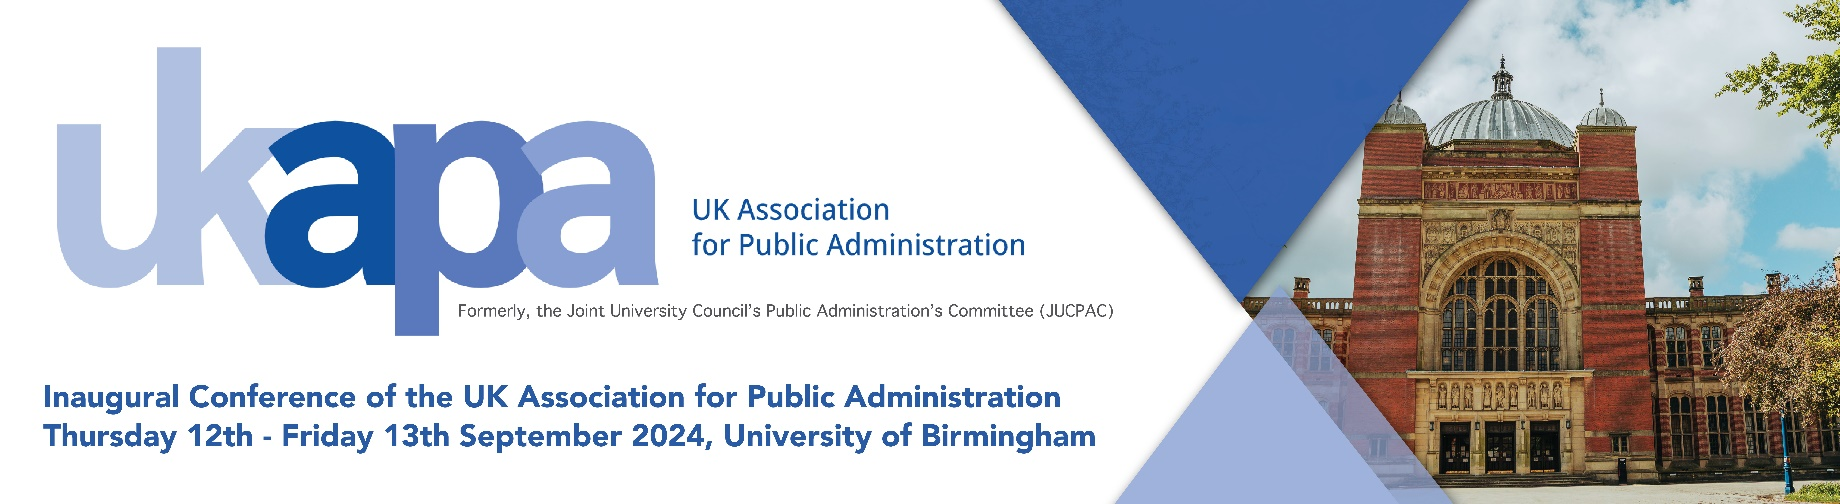 ukapa
UK Association
for Public Administration
Formerly, the Joint University Council's Public Administration's Committee (JUCPAC)
Inaugural Conference of the UK Association for Public Administration
Thursday 12th - Friday 13th September 2024, University of Birmingham